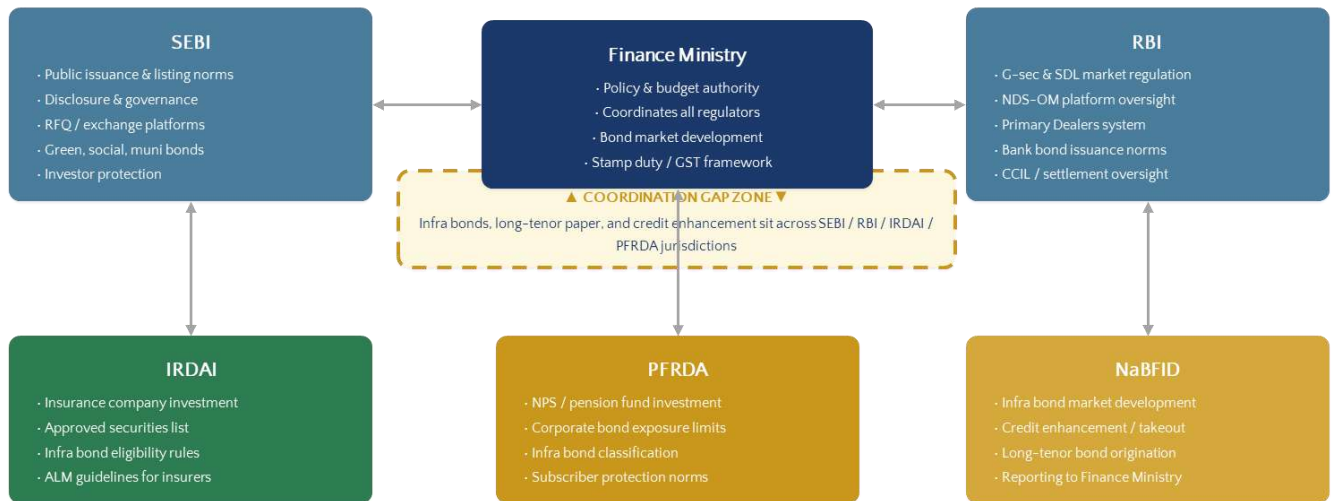 SEBI
· Public issuance & listing norms
· Disclosure & governance
· RFQ / exchange platforms
· Green, social, muni bonds
· Investor protection
Finance Ministry
· Policy & budget authority
· Coordinates all regulators
· Bond market development
· Stamp duty / GST framework
RBI
· G-sec & SDL market regulation
· NDS-OM platform oversight
· Primary Dealers system
· Bank bond issuance norms
· CCIL / settlement oversight
▲ COORDINATION GAP ZONE ▼
Infra bonds, long-tenor paper, and credit enhancement sit across SEBI / RBI / IRDAI /
PFRDA jurisdictions
IRDAI
· Insurance company investment
· Approved securities list
· Infra bond eligibility rules
· ALM guidelines for insurers
PFRDA
· NPS / pension fund investment
· Corporate bond exposure limits
· Infra bond classification
· Subscriber protection norms
NaBFID
· Infra bond market development
· Credit enhancement / takeout
· Long-tenor bond origination
· Reporting to Finance Ministry